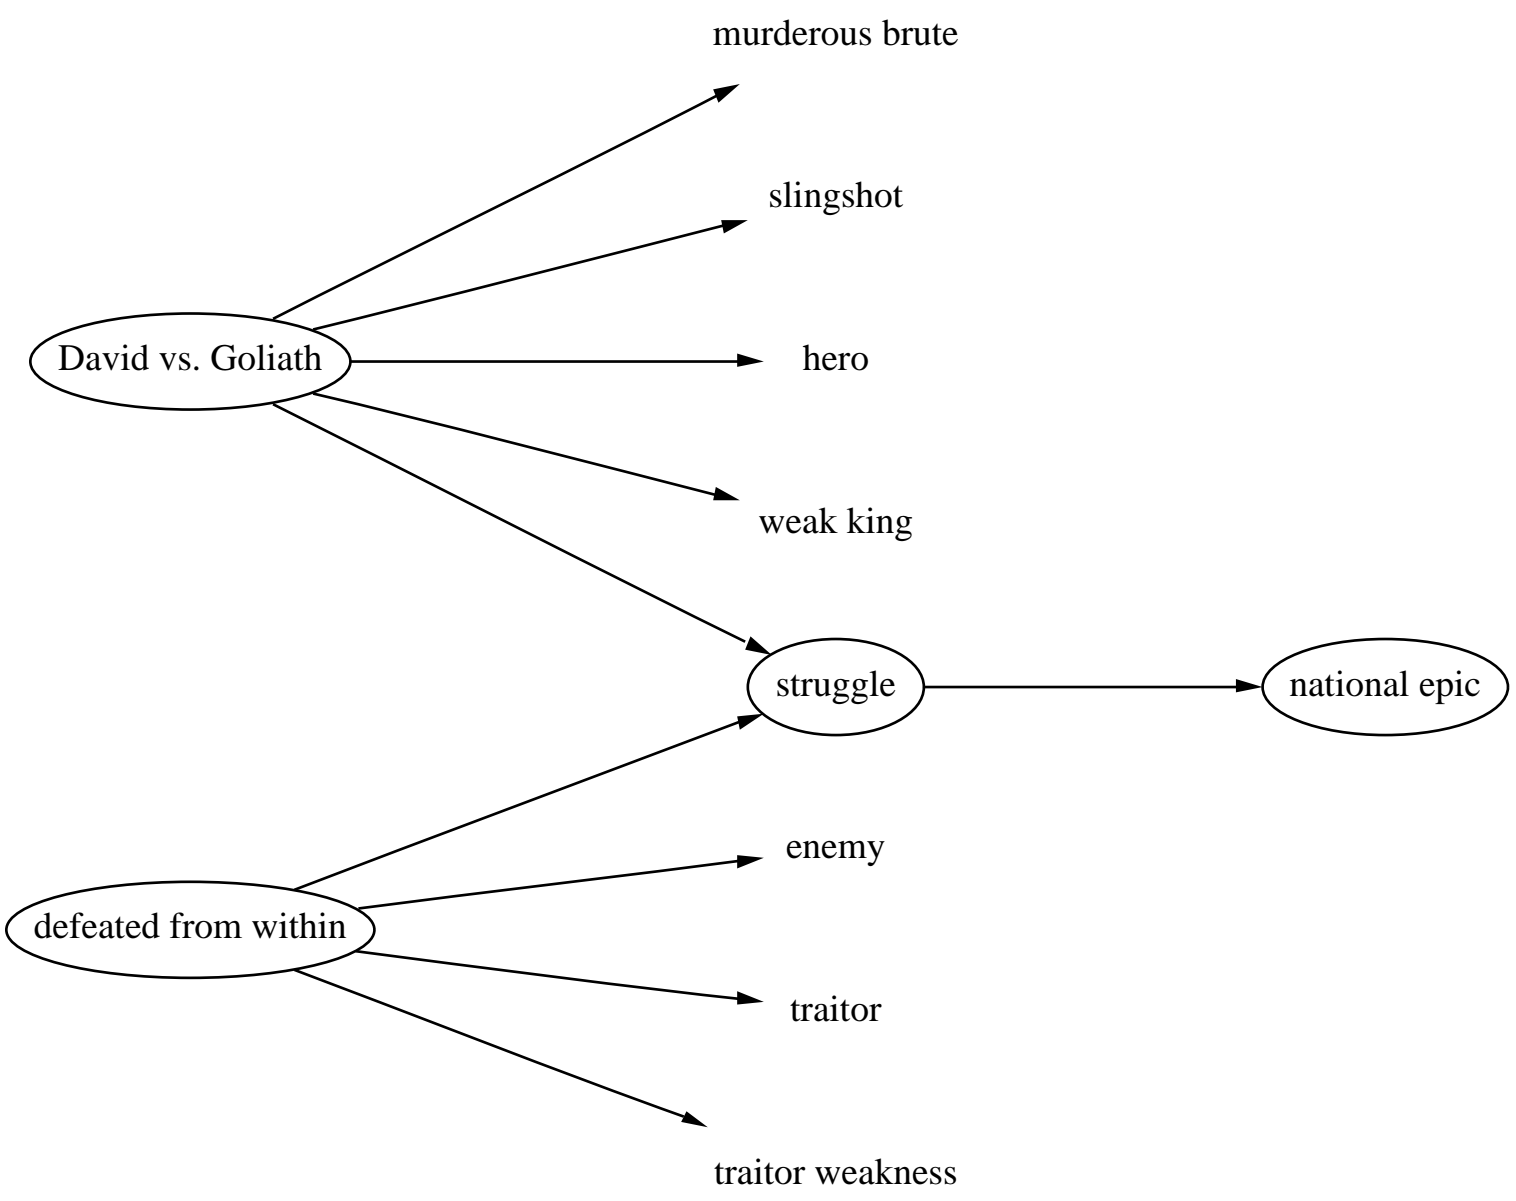 murderous brute
slingshot
David vs. Goliath
hero
weak king
struggle
national epic
enemy
defeated from within
traitor
traitor weakness